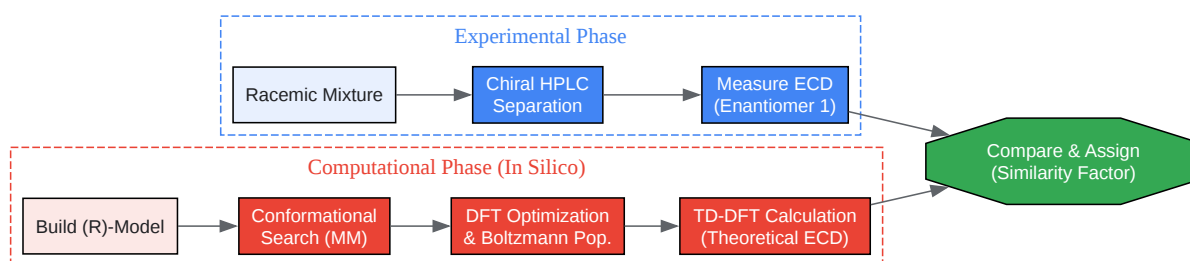 Experimental Phase
Racemic Mixture
Chiral HPLC
Separation
Measure ECD
(Enantiomer 1)
Compare & Assign
(Similarity Factor)
Computational Phase (In Silico)
Build (R)-Model
Conformational
Search (MM)
DFT Optimization
& Boltzmann Pop.
TD-DFT Calculation
(Theoretical ECD)